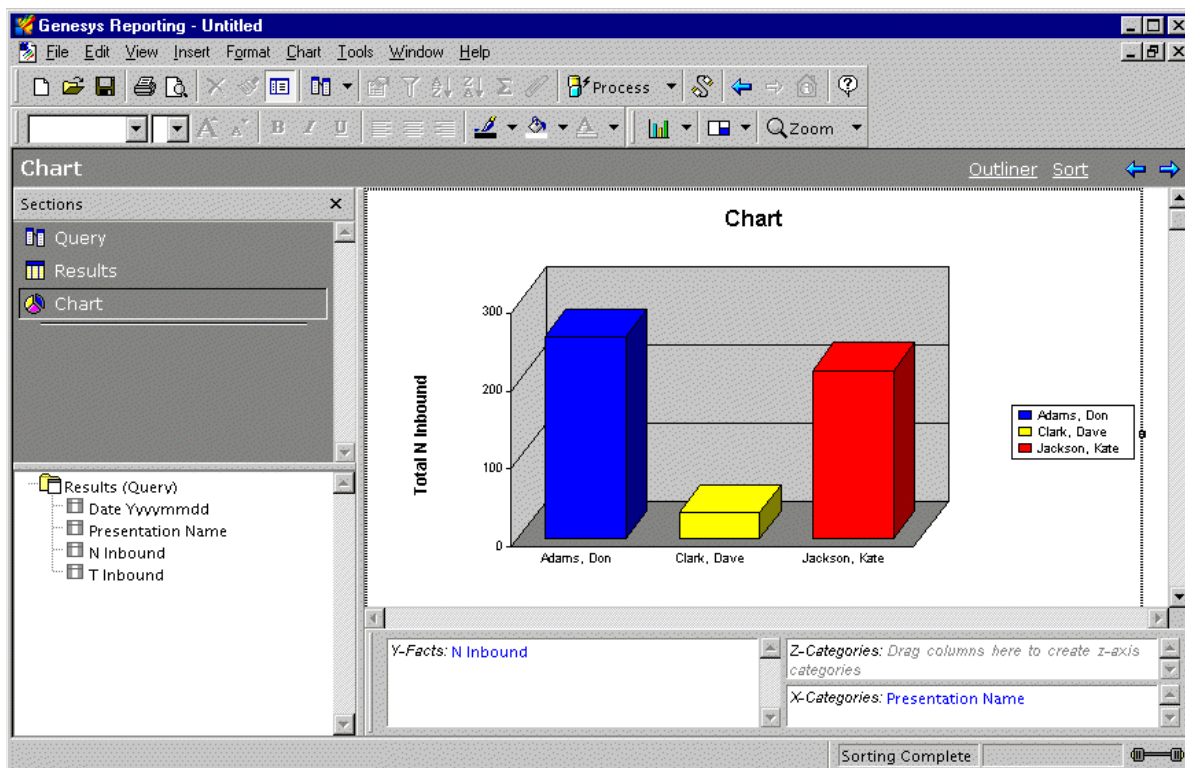 Genesys Reporting - Untitled
File Edit View Insert Format Chart Tools Window Help
Process
B I U
Zoom
Chart
Outliner Sort
Sections
Query
Results
Chart
Results (Query)
Date Yyyymmdd
Presentation Name
N Inbound
T Inbound
Chart
Total N Inbound
300
200
100
0
Adams, Don
Clark, Dave
Jackson, Kate
Adams, Don
Clark, Dave
Jackson, Kate
Y-Facts: N Inbound
Z-Categories: Drag columns here to create z-axis
categories
X-Categories: Presentation Name
Sorting Complete